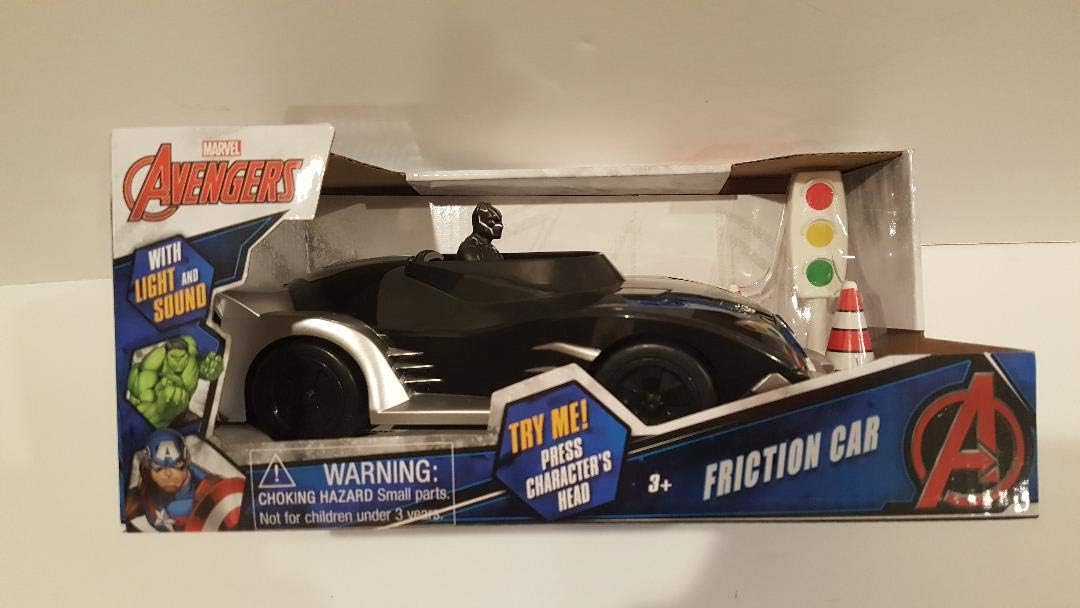 MARVEL
AVENGERS
WITH
LIGHT AND
SOUND
WARNING:
CHOKING HAZARD Small parts.
Not for children under 3 years.
TRY ME!
PRESS
CHARACTER'S
HEAD
3+
FRICTION CAR
A